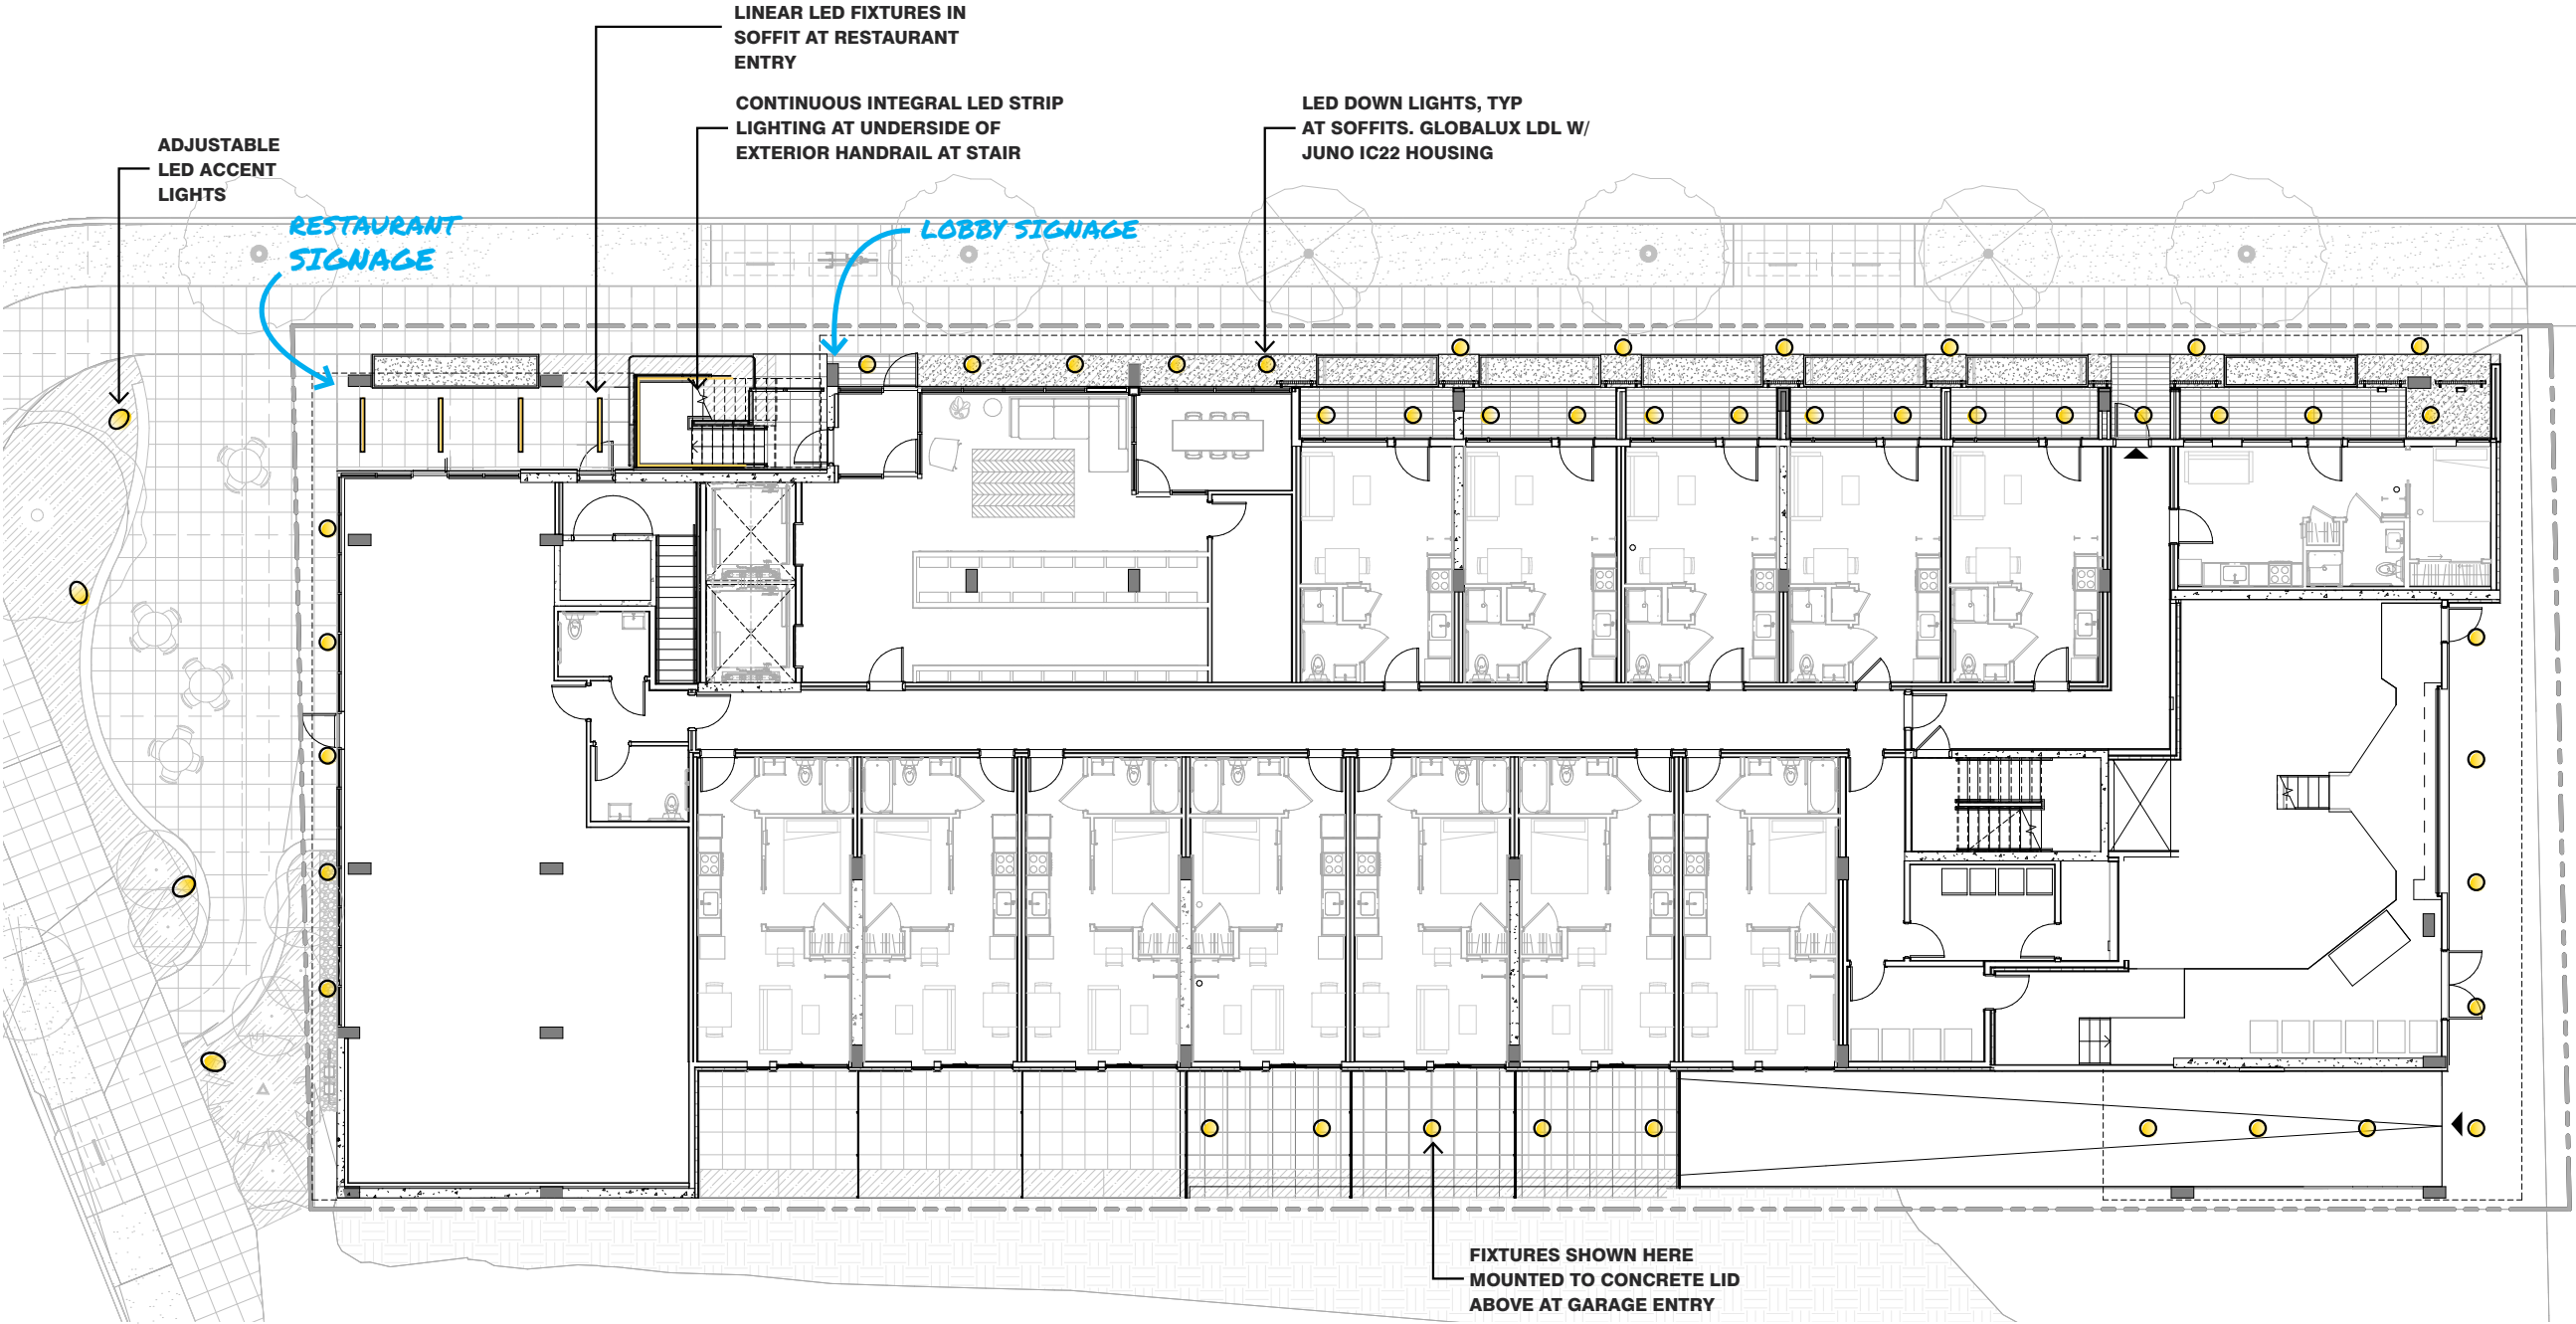 LINEAR LED FIXTURES IN
SOFFIT AT RESTAURANT
ENTRY
CONTINUOUS INTEGRAL LED STRIP
LIGHTING AT UNDERSIDE OF
EXTERIOR HANDRAIL AT STAIR
LED DOWN LIGHTS, TYP
AT SOFFITS. GLOBALUX LDL W/
JUNO IC22 HOUSING
ADJUSTABLE
LED ACCENT
LIGHTS
RESTAURANT
SIGNAGE
LOBBY SIGNAGE
FIXTURES SHOWN HERE
MOUNTED TO CONCRETE LID
ABOVE AT GARAGE ENTRY